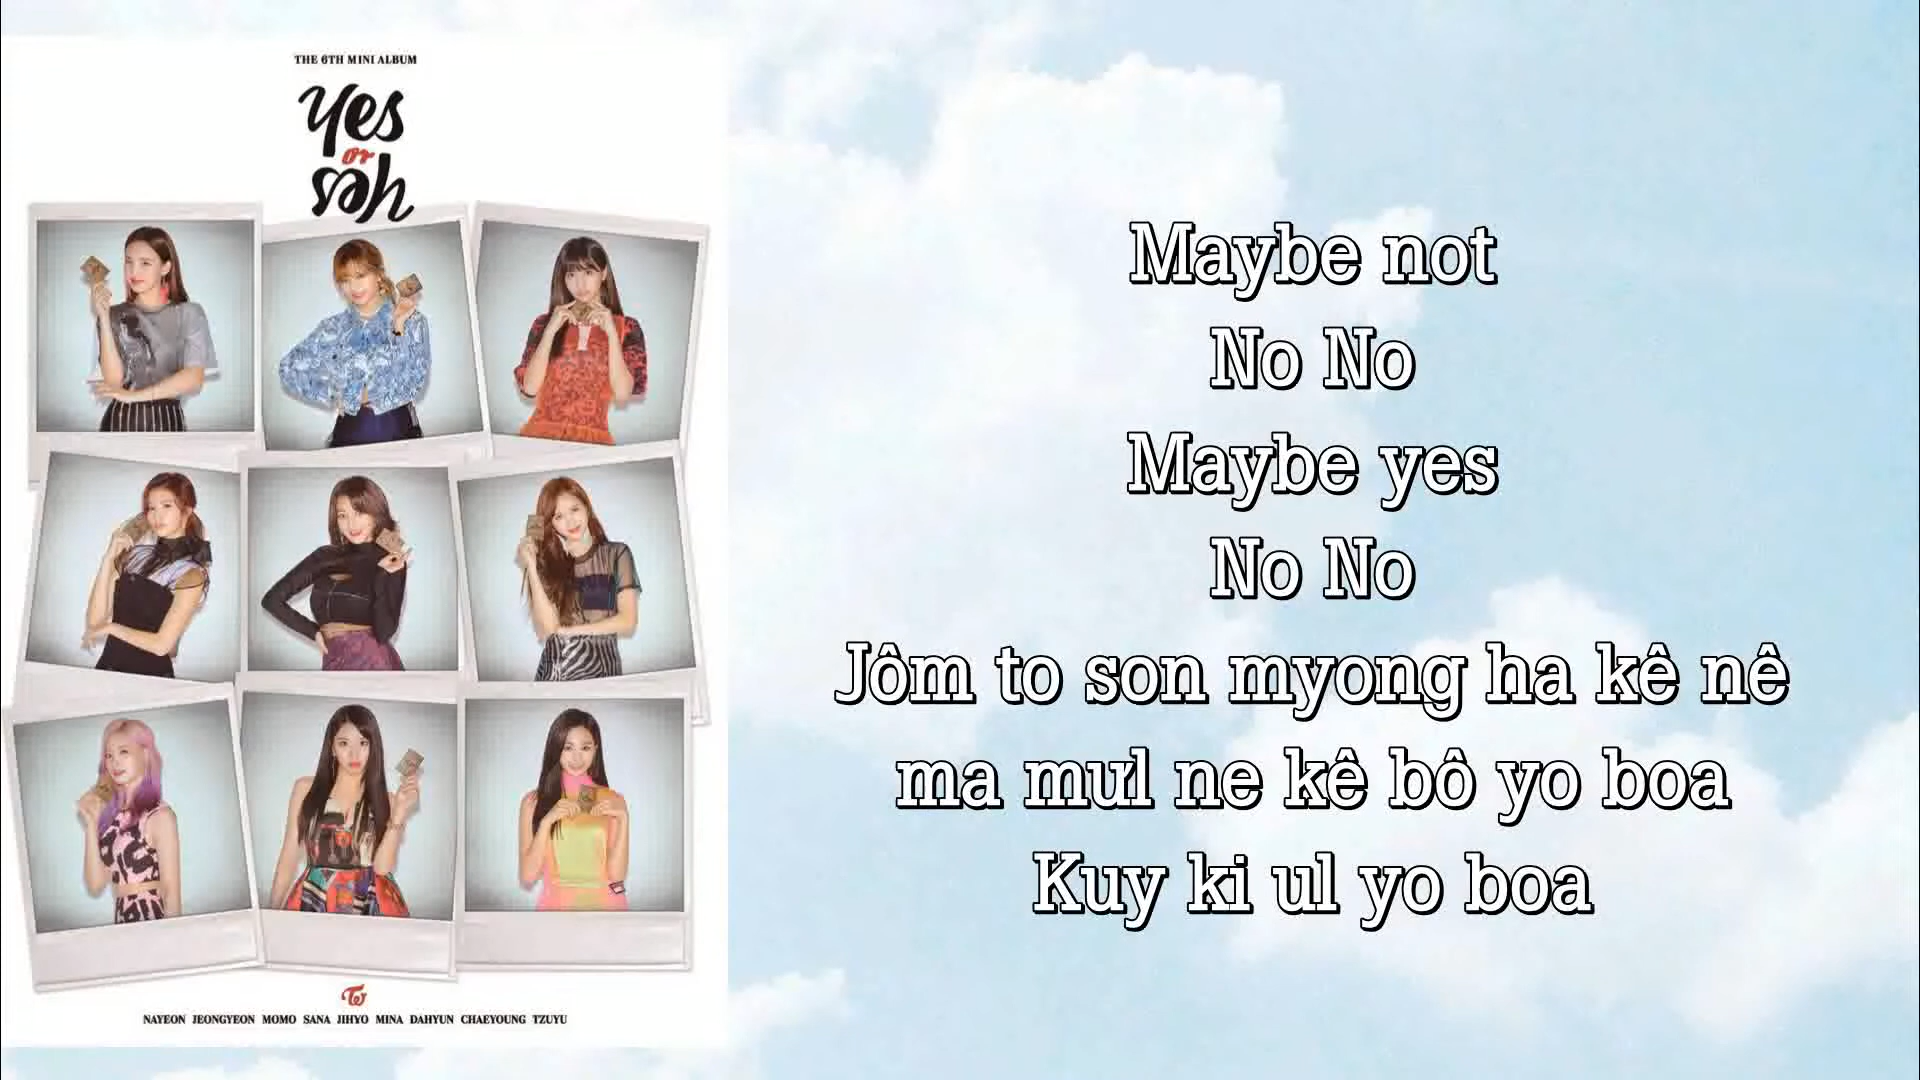 THE 6TH MINI ALBUM
yes
or
yes
TW
NAYEON JEONGYEON MOMO SANA JIHYO MINA DAHYUN CHAEYOUNG TZUYU
Maybe not
No No
Maybe yes
No No
Jôm to son myong ha kê nê
ma mưl ne kê bô yo boa
Kuy ki ul yo boa